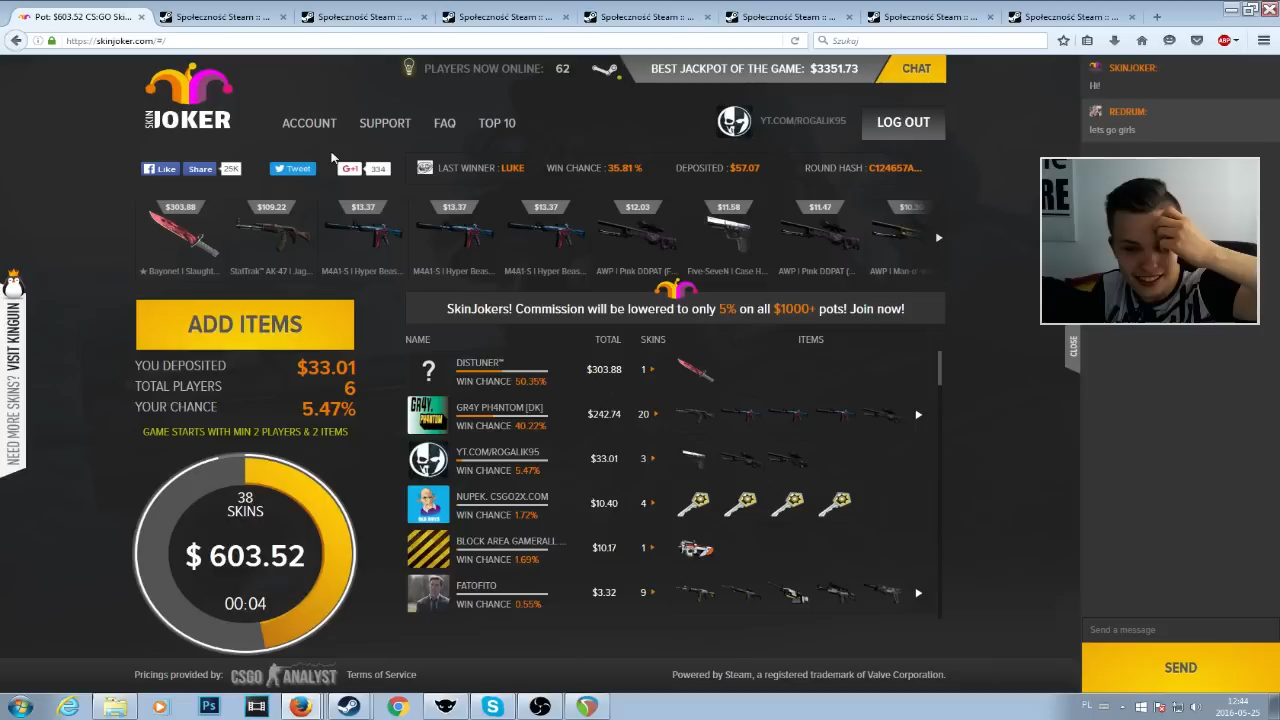 Pot: $603.52 CS:GO Ski...
Społeczność Steam :: ...
Społeczność Steam :: ...
Społeczność Steam :: ...
Społeczność Steam :: ...
Społeczność Steam :: ...
Społeczność Steam :: ...
Społeczność Steam :: ...
https://skinjoker.com/#/
Szukaj
ABP
SKIN JOKER
PLAYERS NOW ONLINE: 62
BEST JACKPOT OF THE GAME: $3351.73
CHAT
ACCOUNT SUPPORT FAQ TOP 10
YT.COM/ROGALIK95
LOG OUT
Like Share 25K
Tweet
G+1 334
LAST WINNER : LUKE WIN CHANCE : 35.81 % DEPOSITED : $57.07 ROUND HASH : C124657A...
$303.88 $109.22 $13.37 $13.37 $13.37 $12.03 $11.58 $11.47
★ Bayonet | Slaught... StatTrak™ AK-47 | Jag... M4A1-S | Hyper Beas... M4A1-S | Hyper Beas... M4A1-S | Hyper Beas... AWP | Pink DDPAT (F... Five-SeveN | Case H... AWP | Pink DDPAT (... AWP | Man-o'-
ADD ITEMS
YOU DEPOSITED $33.01
TOTAL PLAYERS 6
YOUR CHANCE 5.47%
GAME STARTS WITH MIN 2 PLAYERS & 2 ITEMS
38
SKINS
$ 603.52
00:04
NEED MORE SKINS? VISIT KINGUIN
SkinJokers! Commission will be lowered to only 5% on all $1000+ pots! Join now!
NAME TOTAL SKINS ITEMS
DISTUNER™
$303.88 1
WIN CHANCE 50.35%
GR4Y PH4NTOM [DK]
$242.74 20
WIN CHANCE 40.22%
YT.COM/ROGALIK95
$33.01 3
WIN CHANCE 5.47%
NUPEK. CSGO2X.COM
$10.40 4
WIN CHANCE 1.72%
BLOCK AREA GAMERALL ...
$10.17 1
WIN CHANCE 1.69%
FATOFITO
$3.32 9
WIN CHANCE 0.55%
SKINJOKER:
Hi!
REDRUM:
lets go girls
CLOSE
Send a message
SEND
Pricings provided by: CSGO ANALYST Terms of Service
Powered by Steam, a registered trademark of Valve Corporation.
PL
12:44
2016-05-25